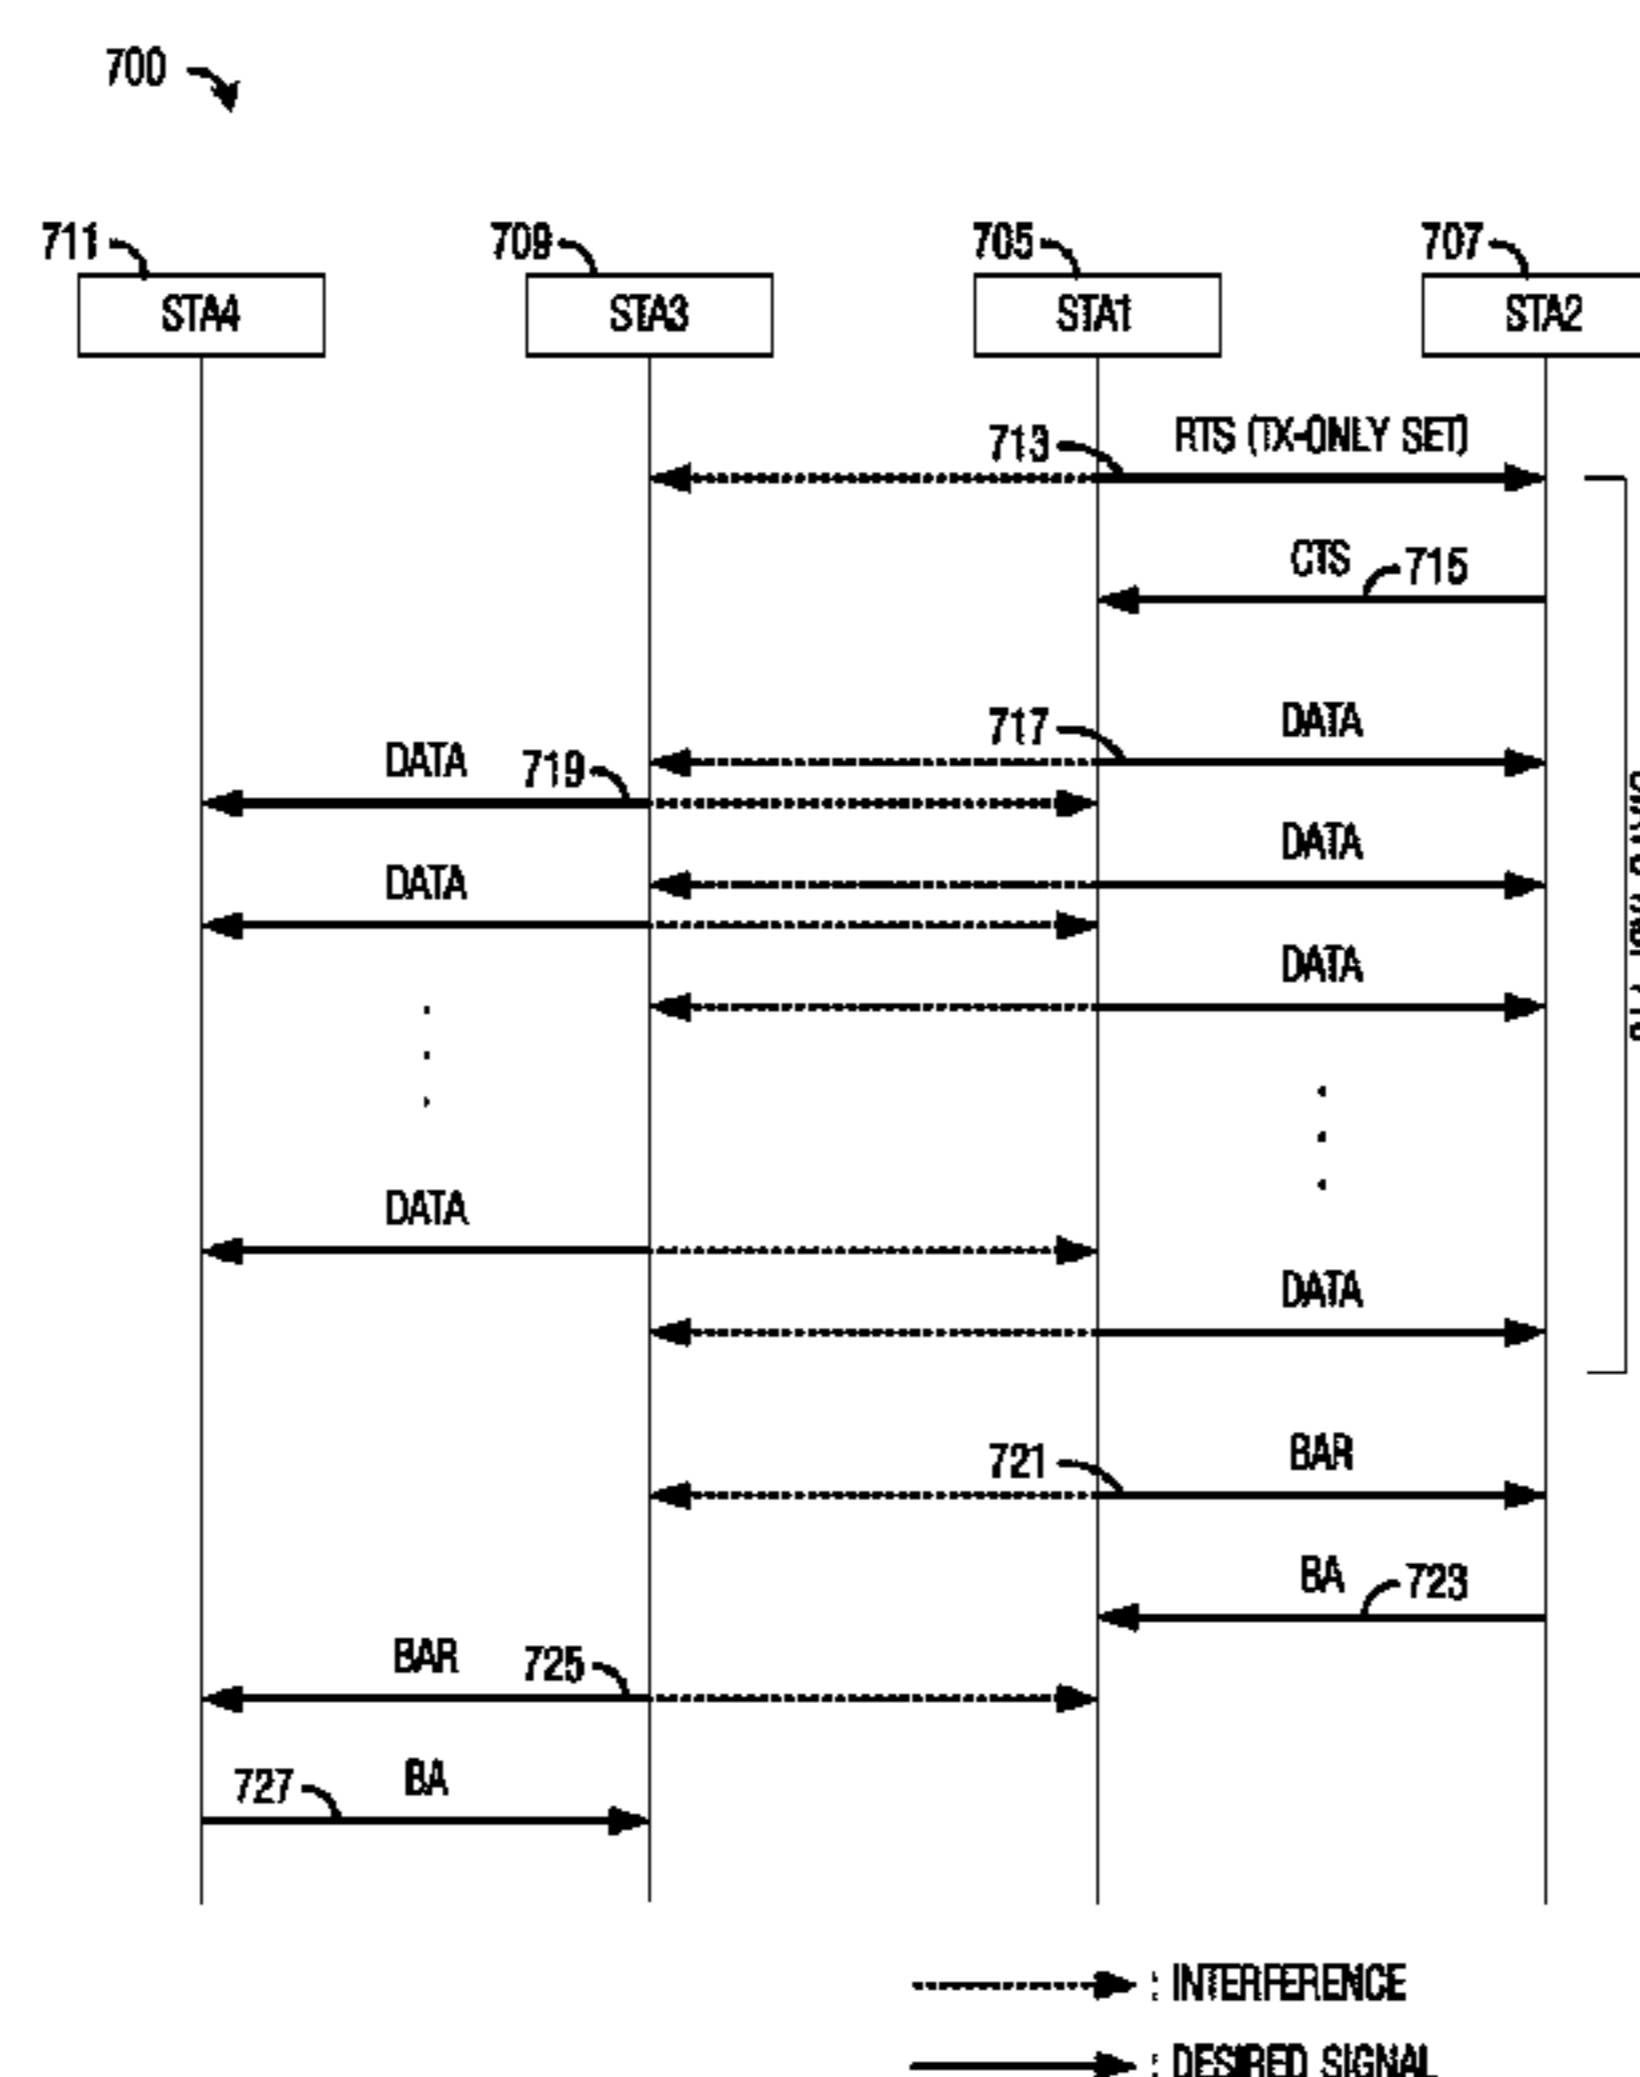 700
711
709
705
707
STA4
STA3
STA1
STA2
713
RTS (TX-ONLY SET)
CTS
715
717
DATA
DATA
719
DATA
DATA
DATA
DATA
DATA
721
BAR
BA
723
BAR
725
727
BA
: INTERFERENCE
: DESIRED SIGNAL